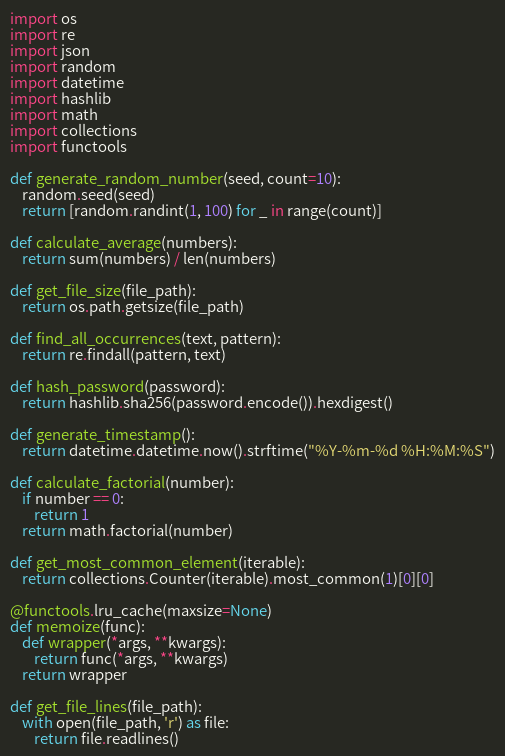 import os
import re
import json
import random
import datetime
import hashlib
import math
import collections
import functools

def generate_random_number(seed, count=10):
    random.seed(seed)
    return [random.randint(1, 100) for _ in range(count)]

def calculate_average(numbers):
    return sum(numbers) / len(numbers)

def get_file_size(file_path):
    return os.path.getsize(file_path)

def find_all_occurrences(text, pattern):
    return re.findall(pattern, text)

def hash_password(password):
    return hashlib.sha256(password.encode()).hexdigest()

def generate_timestamp():
    return datetime.datetime.now().strftime("%Y-%m-%d %H:%M:%S")

def calculate_factorial(number):
    if number == 0:
        return 1
    return math.factorial(number)

def get_most_common_element(iterable):
    return collections.Counter(iterable).most_common(1)[0][0]

@functools.lru_cache(maxsize=None)
def memoize(func):
    def wrapper(*args, **kwargs):
        return func(*args, **kwargs)
    return wrapper

def get_file_lines(file_path):
    with open(file_path, 'r') as file:
        return file.readlines()